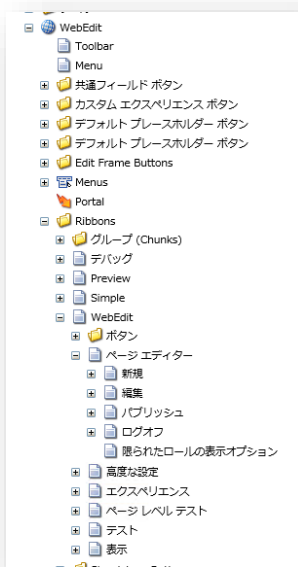 WebEdit
Toolbar
Menu
共通フィールド ボタン
カスタム エクスペリエンス ボタン
デフォルト プレースホルダー ボタン
デフォルト プレースホルダー ボタン
Edit Frame Buttons
Menus
Portal
Ribbons
グループ (Chunks)
デバッグ
Preview
Simple
WebEdit
ボタン
ページ エディター
新規
編集
パブリッシュ
ログオフ
限られたロールの表示オプション
高度な設定
エクスペリエンス
ページ レベル テスト
テスト
表示